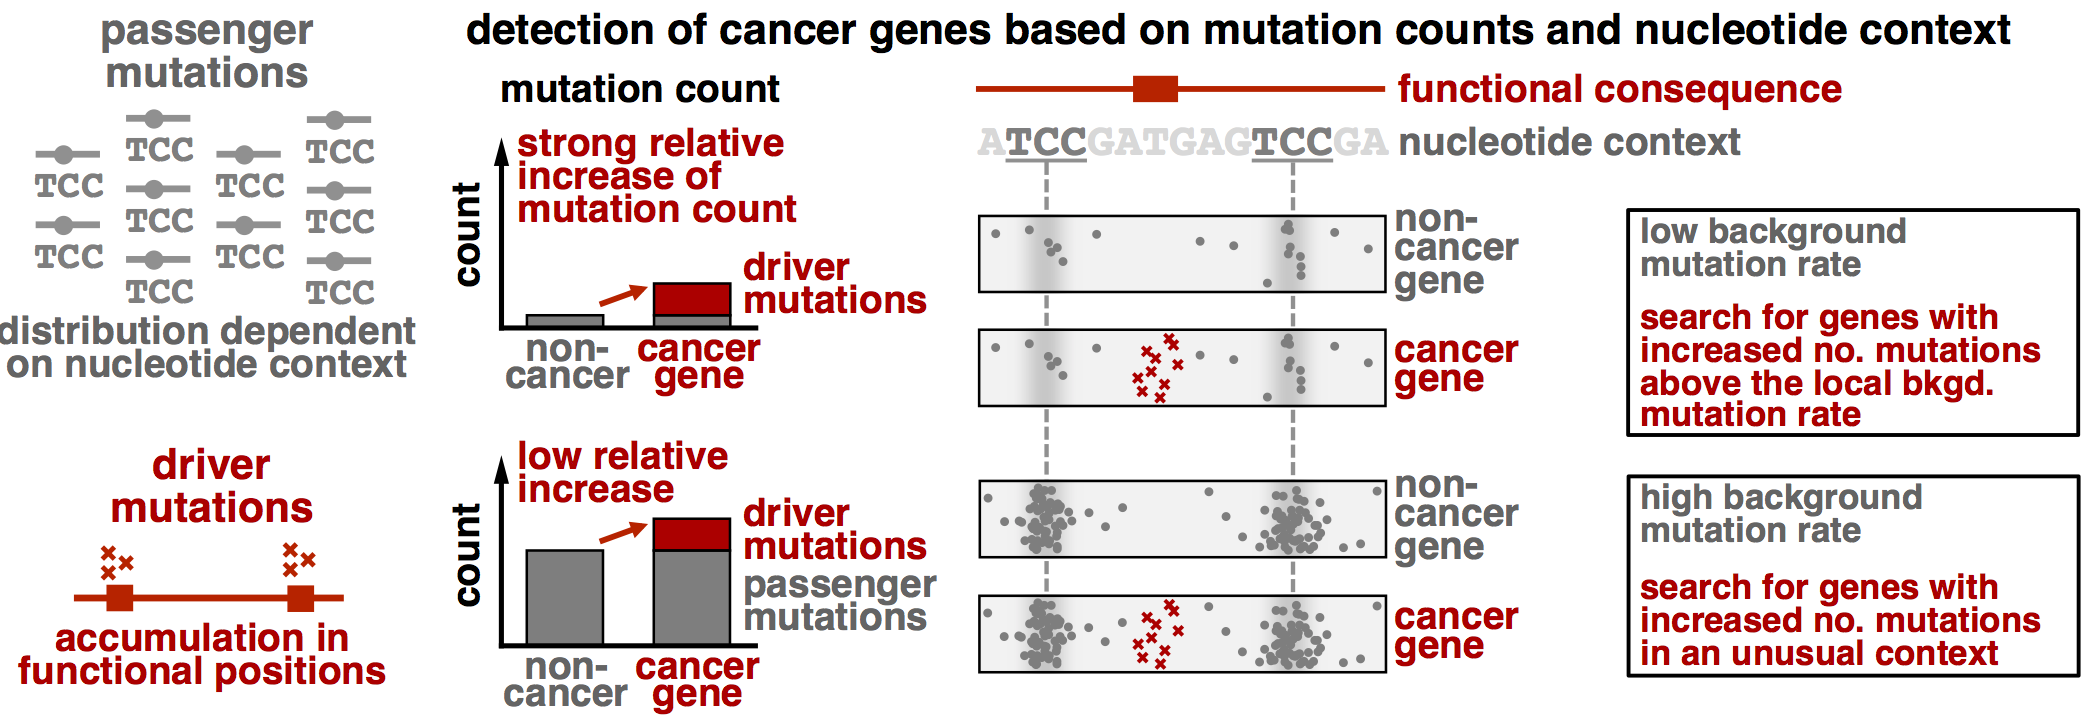 passenger
mutations
TCC
TCC
TCC
TCC
TCC
TCC
TCC
TCC
TCC
TCC
distribution dependent
on nucleotide context
driver
mutations
accumulation in
functional positions
detection of cancer genes based on mutation counts and nucleotide context
mutation count
strong relative
increase of
mutation count
count
driver
mutations
non-
cancer
cancer
gene
low relative
increase
count
driver
mutations
passenger
mutations
non-
cancer
cancer
gene
functional consequence
ATCCGATGAGTCCGA nucleotide context
non-
cancer
gene
cancer
gene
non-
cancer
gene
cancer
gene
low background
mutation rate
search for genes with
increased no. mutations
above the local bkgd.
mutation rate
high background
mutation rate
search for genes with
increased no. mutations
in an unusual context